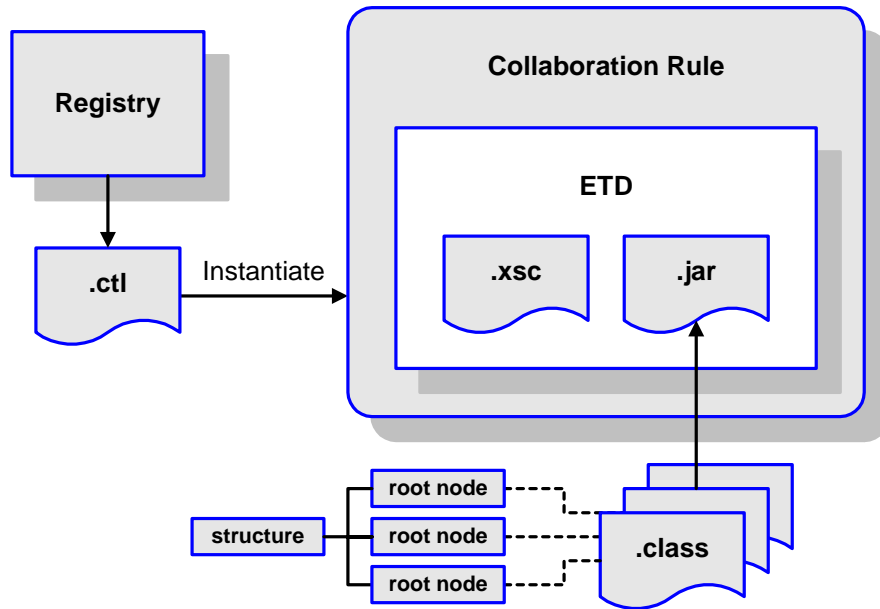 Collaboration Rule
Registry
ETD
.ctl
Instantiate
.xsc
.jar
root node
structure
root node
root node
.class